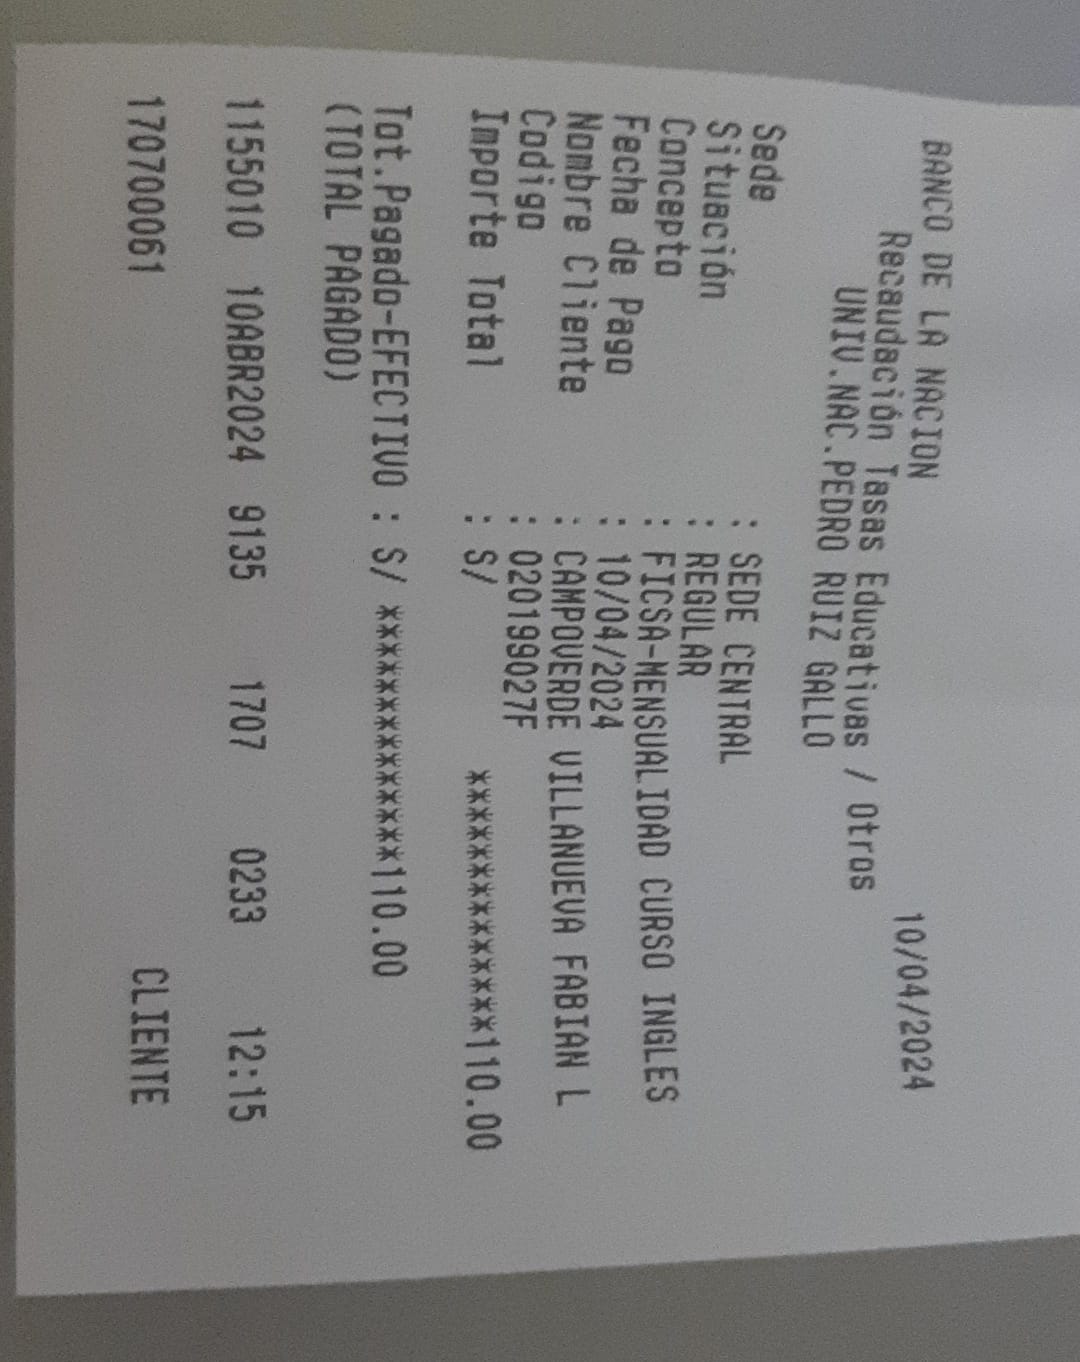 BANCO DE LA NACION 10/04/2024
Recaudación Tasas Educativas / Otros
UNIV.NAC.PEDRO RUIZ GALLO
Sede : SEDE CENTRAL
Situación : REGULAR
Concepto : FICSA-MENSUALIDAD CURSO INGLES
Fecha de Pago : 10/04/2024
Nombre Cliente : CAMPOVERDE VILLANUEVA FABIAN L
Codigo :020199027F
Importe Total : S/ ***************110.00
Tot.Pagado-EFECTIVO : S/ ***************110.00
(TOTAL PAGADO)
1155010 10ABR2024 9135 1707 0233 12:15
170700061 CLIENTE